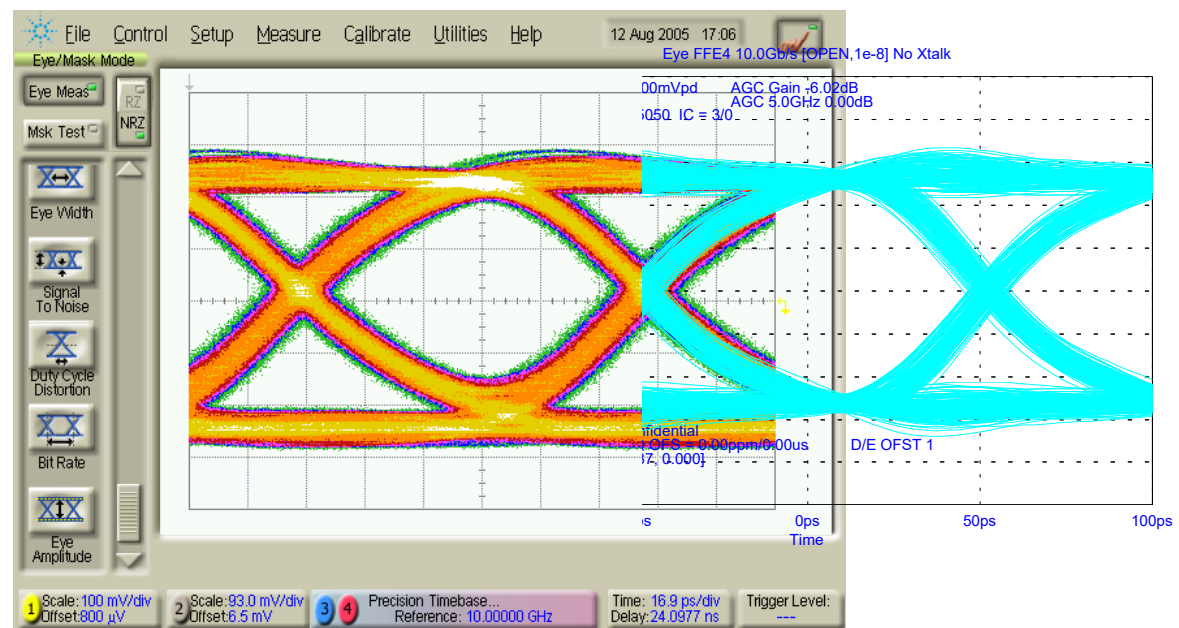 File Control Setup Measure Calibrate Utilities Help 12 Aug 2005 17:06
Eye/Mask Mode
Eye FFE4 10.0Gb/s [OPEN,1e-8] No Xtalk
Eye Meas
RZ
NRZ
Msk Test
00mVpd AGC Gain -6.02dB
AGC 5.0GHz 0.00dB
6050 IC = 3/0
Eye Width
Signal
To Noise
Duty Cycle
Distortion
Bit Rate
Eye
Amplitude
nfidential
OFS = 0.00ppm/0.00us D/E OFST 1
37, 0.000]
s 0ps 50ps 100ps
Time
1 Scale:100 mV/div
Offset:800 µV
2 Scale:93.0 mV/div
Offset:6.5 mV
3 4 Precision Timebase...
Reference: 10.00000 GHz
Time: 16.9 ps/div
Delay:24.0977 ns
Trigger Level:
---